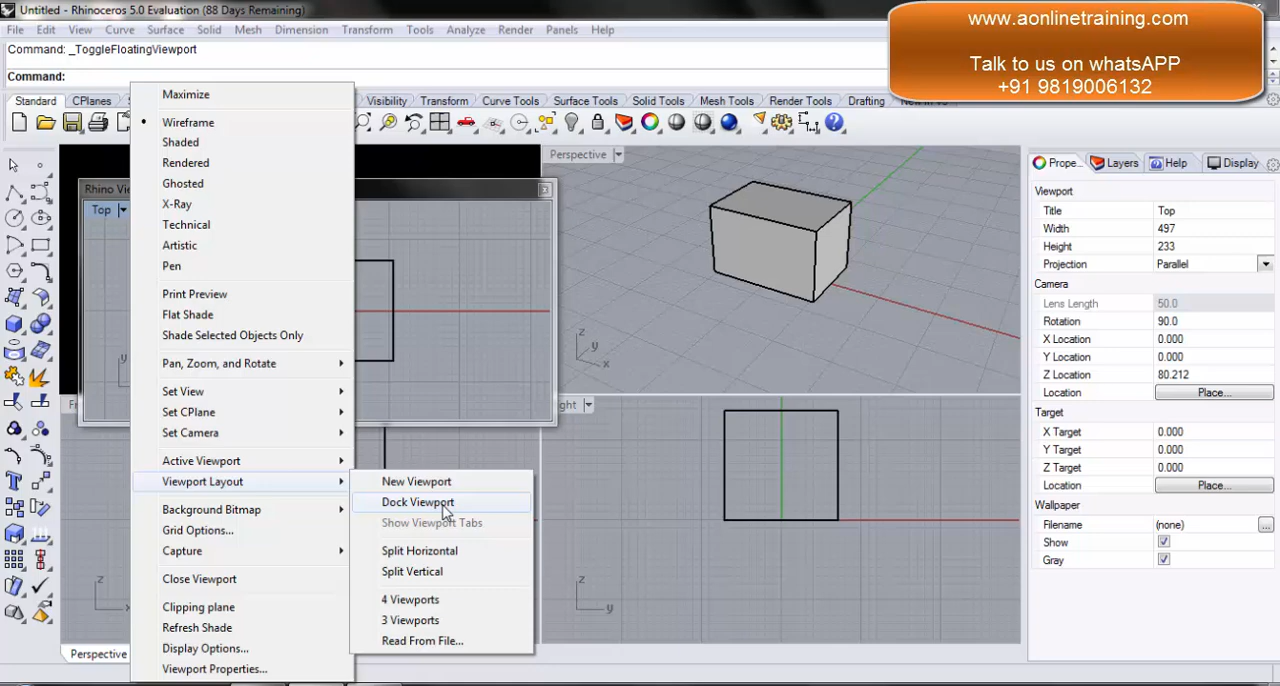 Untitled - Rhinoceros 5.0 Evaluation (88 Days Remaining)
www.aonlinetraining.com
Talk to us on whatsAPP
+91 9819006132
File Edit View Curve Surface Solid Mesh Dimension Transform Tools Analyze Render Panels Help
Command: _ToggleFloatingViewport
Command:
Standard CPlanes Visibility Transform Curve Tools Surface Tools Solid Tools Mesh Tools Render Tools Drafting
Maximize
Wireframe
Shaded
Rendered
Ghosted
X-Ray
Technical
Artistic
Pen
Print Preview
Flat Shade
Shade Selected Objects Only
Pan, Zoom, and Rotate
Set View
Set CPlane
Set Camera
Active Viewport
Viewport Layout
Background Bitmap
Grid Options...
Capture
Close Viewport
Clipping plane
Refresh Shade
Display Options...
Viewport Properties...
New Viewport
Dock Viewport
Show Viewport Tabs
Split Horizontal
Split Vertical
4 Viewports
3 Viewports
Read From File...
Rhino Vi
Top
y
Perspective
z
y
x
Fr
z
x
ght
z
y
Perspective
Prope... Layers Help Display
Viewport
Title Top
Width 497
Height 233
Projection Parallel
Camera
Lens Length 50.0
Rotation 90.0
X Location 0.000
Y Location 0.000
Z Location 80.212
Location Place...
Target
X Target 0.000
Y Target 0.000
Z Target 0.000
Location Place...
Wallpaper
Filename (none) ...
Show
Gray